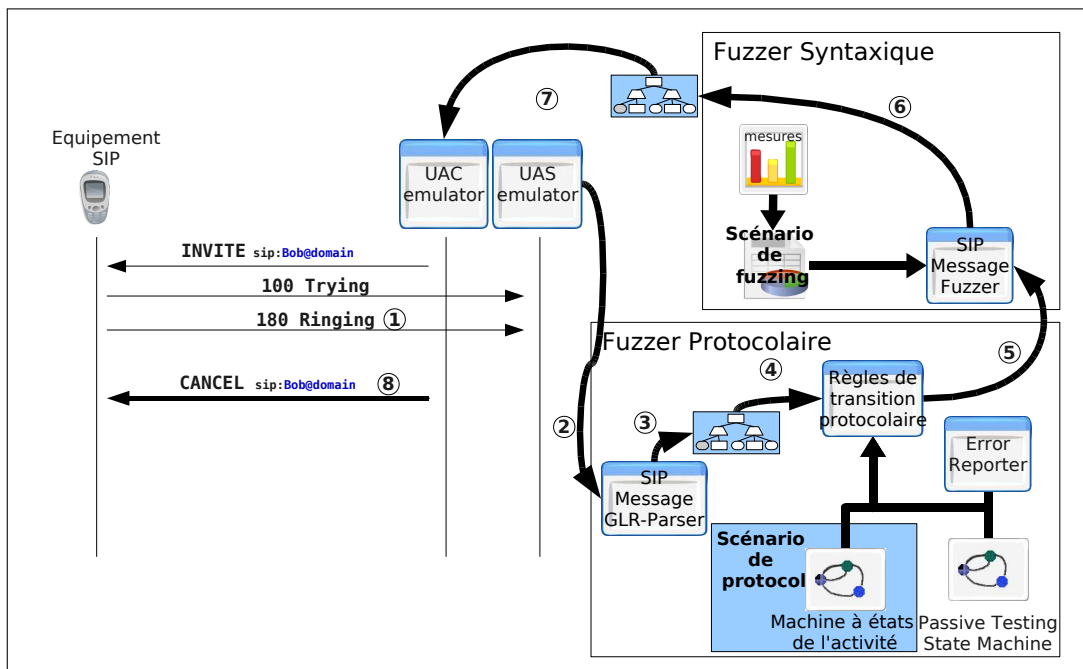 Fuzzer Syntaxique
⑦
⑥
Equipement
SIP
mesures
UAC
emulator
UAS
emulator
Scénario
de
fuzzing
SIP
Message
Fuzzer
INVITE sip:Bob@domain
100 Trying
180 Ringing ①
Fuzzer Protocolaire
⑤
④
CANCEL sip:Bob@domain ⑧
Règles de
transition
protocolaire
②
③
Error
Reporter
SIP
Message
GLR-Parser
Scénario
de
protocol
Machine à états
de l'activité
Passive Testing
State Machine